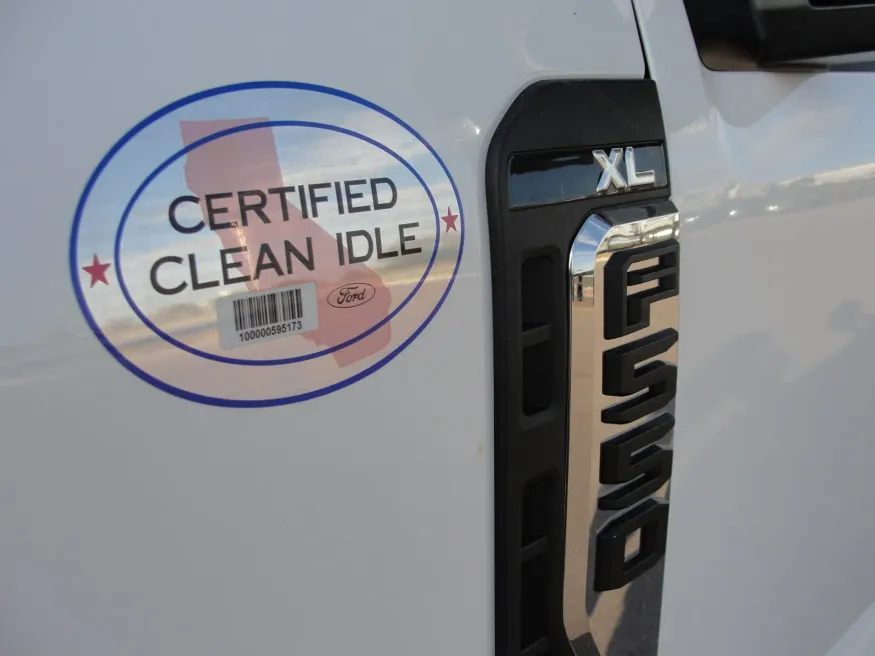 CERTIFIED
CLEAN IDLE
Ford
100000595173
XL
F550